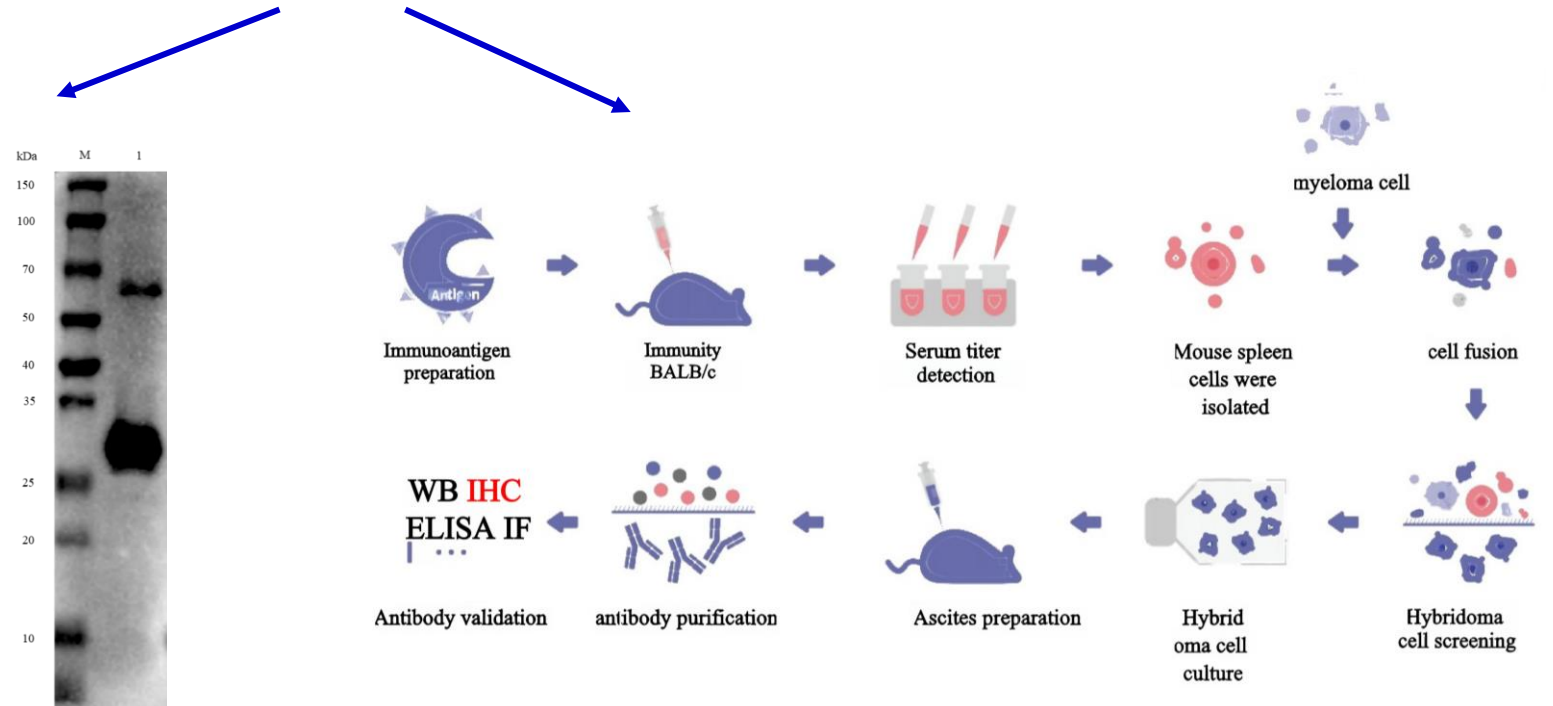 kDa
M
1
150
100
70
50
40
35
25
20
10
myeloma cell
Antigen
Immunoantigen
preparation
Immunity
BALB/c
Serum titer
detection
Mouse spleen
cells were
isolated
cell fusion
WB IHC
ELISA IF
Antibody validation
antibody purification
Ascites preparation
Hybrid
oma cell
culture
Hybridoma
cell screening